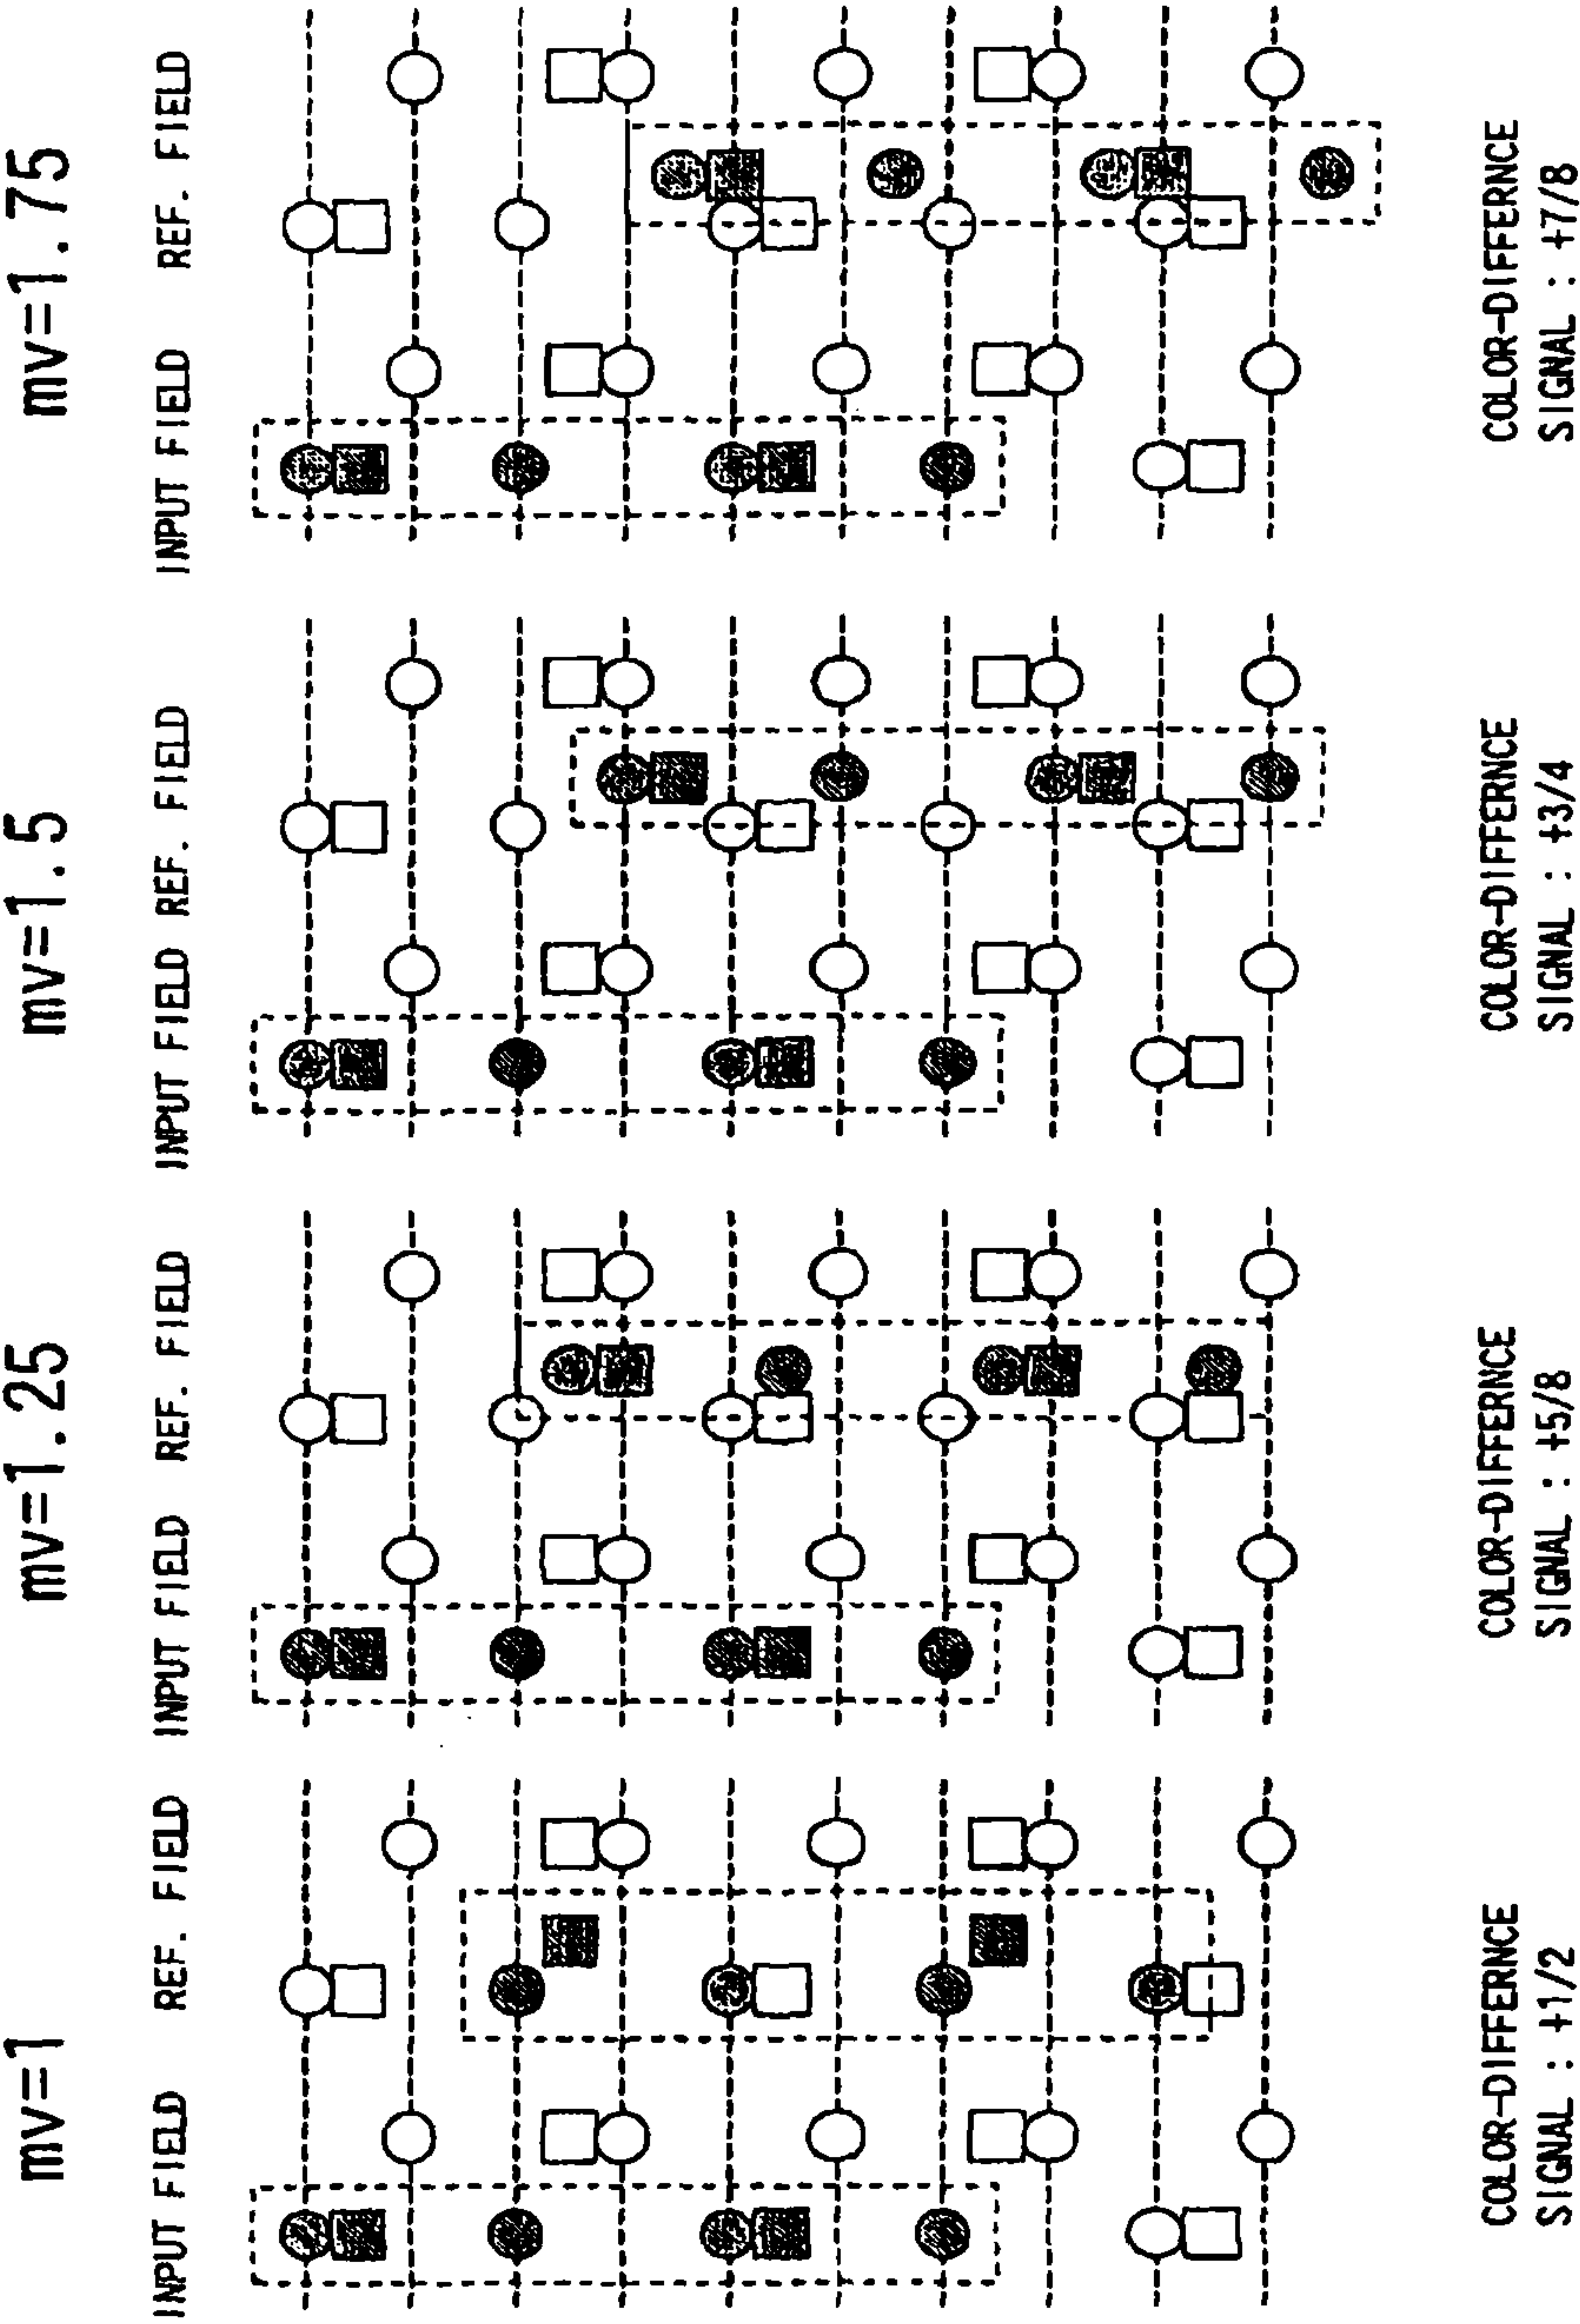 mv=1
mv=1.25
mv=1.5
mv=1.75
INPUT FIELD REF. FIELD
INPUT FIELD REF. FIELD
INPUT FIELD REF. FIELD
INPUT FIELD REF. FIELD
COLOR-DIFFERNCE
SIGNAL : +1/2
COLOR-DIFFERNCE
SIGNAL : +5/8
COLOR-DIFFERNCE
SIGNAL : +3/4
COLOR-DIFFERNCE
SIGNAL : +7/8